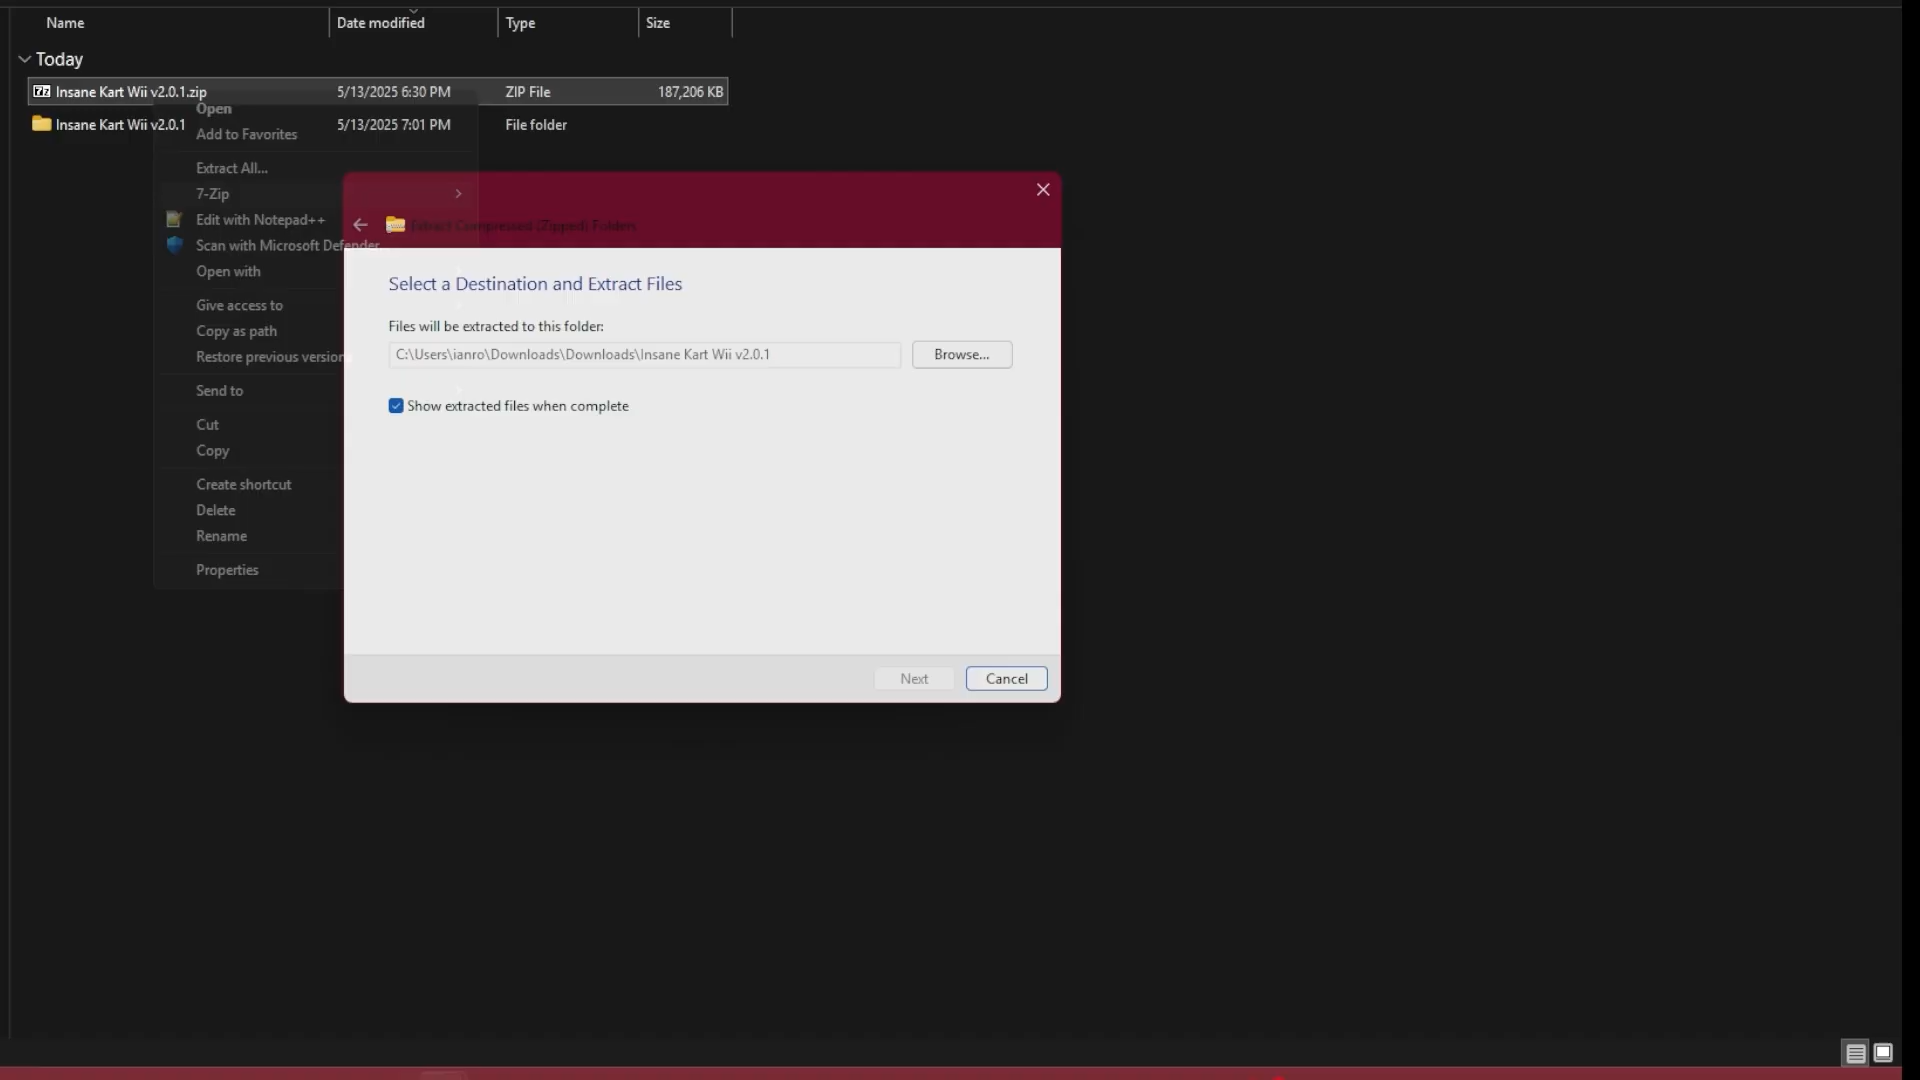 Name Date modified Type Size
Today
Insane Kart Wii v2.0.1.zip 5/13/2025 6:30 PM ZIP File 187,206 KB
Insane Kart Wii v2.0.1 5/13/2025 7:01 PM File folder
Open
Add to Favorites
Extract All...
7-Zip
Edit with Notepad++
Scan with Microsoft Defender
Open with
Give access to
Copy as path
Restore previous version
Send to
Cut
Copy
Create shortcut
Delete
Rename
Properties
Extract Compressed (Zipped) Folders
Select a Destination and Extract Files
Files will be extracted to this folder:
C:\Users\ianro\Downloads\Downloads\Insane Kart Wii v2.0.1
Browse...
Show extracted files when complete
Next Cancel